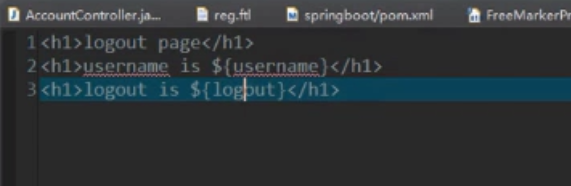 AccountController.ja... reg.ftl springboot/pom.xml FreeMarkerPr
1 <h1>logout page</h1>
2 <h1>username is ${username}</h1>
3 <h1>logout is ${logout}</h1>